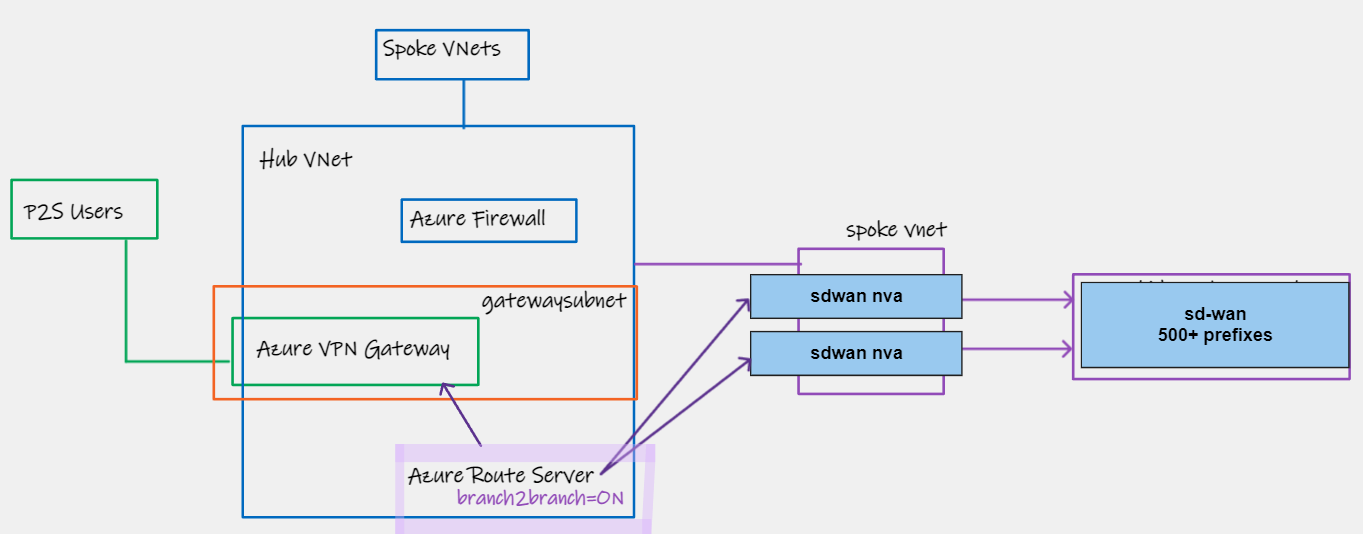 Spoke VNets
Hub VNet
P2S Users
Azure Firewall
spoke vnet
gatewaysubnet
sdwan nva
sd-wan
500+ prefixes
Azure VPN Gateway
sdwan nva
Azure Route Server
branch2branch=ON